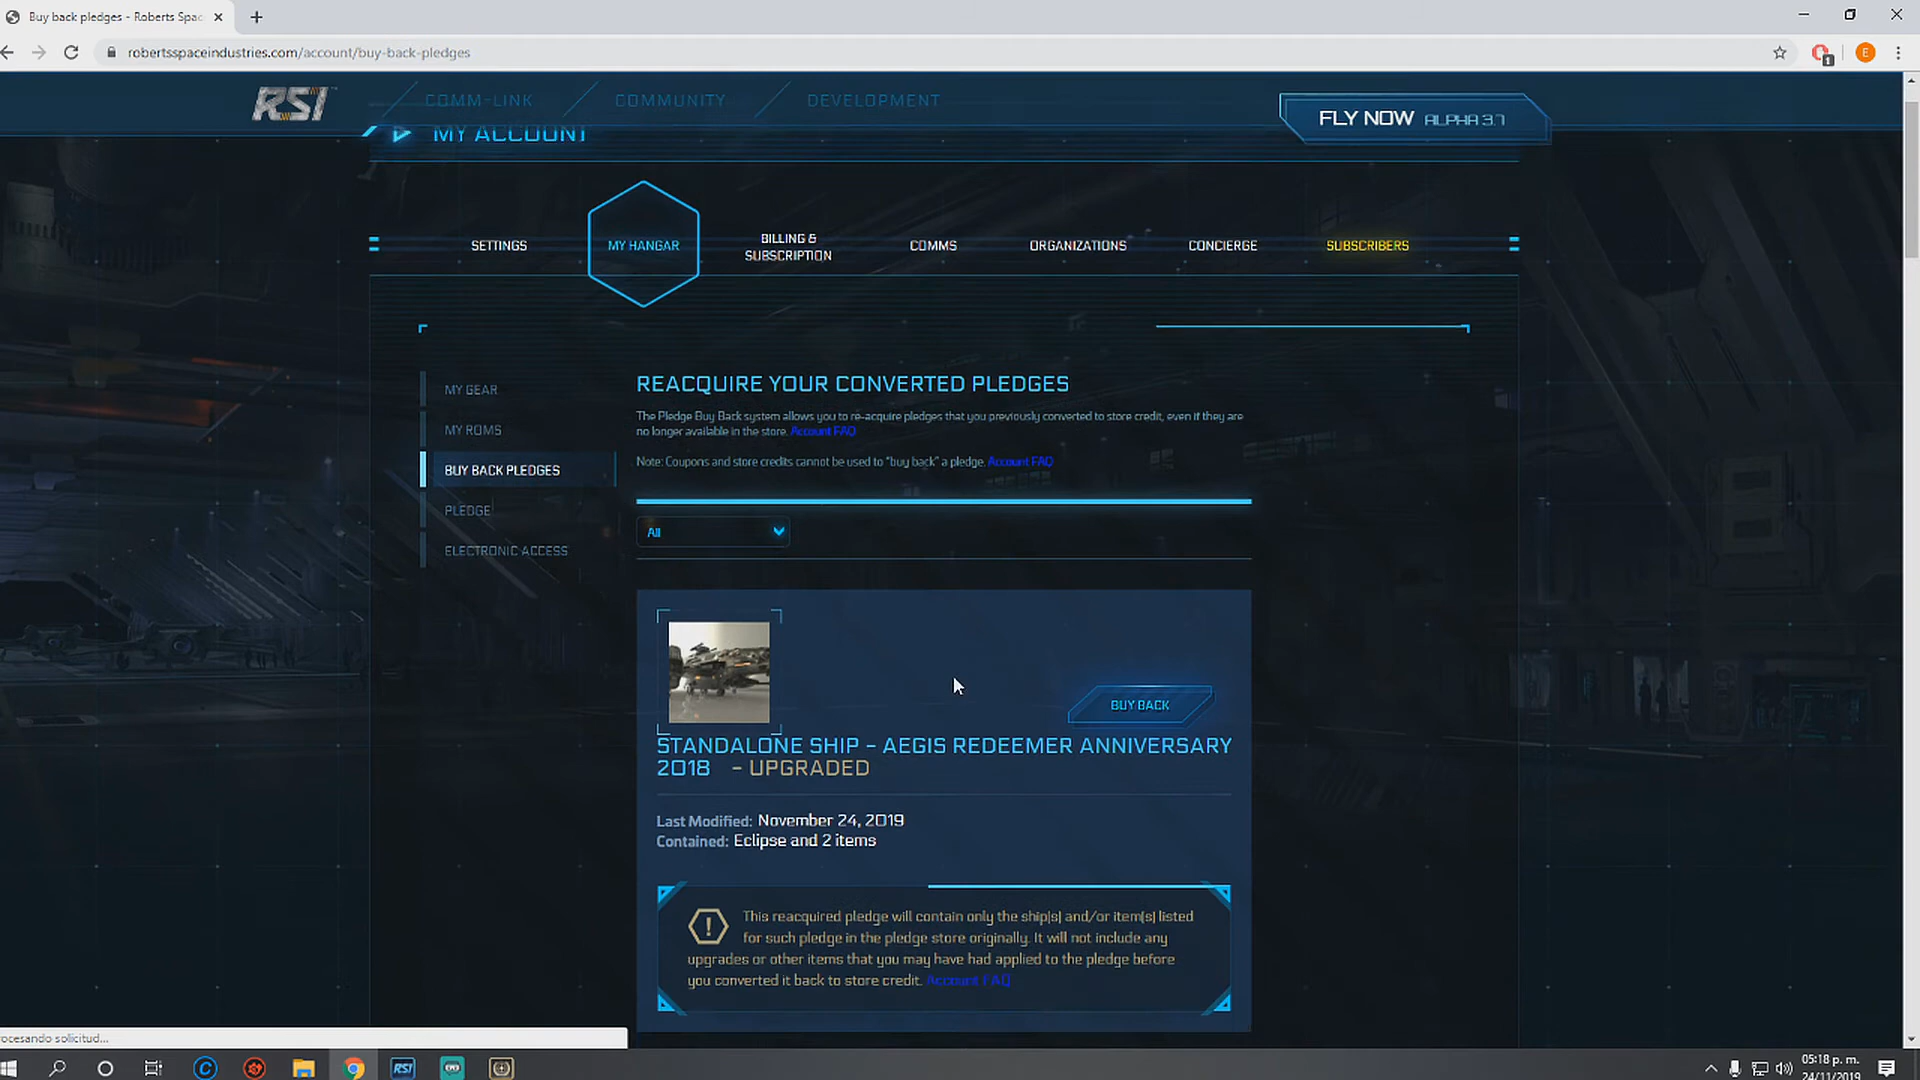 Buy back pledges - Roberts Spac
robertsspaceindustries.com/account/buy-back-pledges
E
1
RSI
COMM-LINK
COMMUNITY
DEVELOPMENT
FLY NOW ALPHA 3.7
MY ACCOUNT
SETTINGS
MY HANGAR
BILLING &
SUBSCRIPTION
COMMS
ORGANIZATIONS
CONCIERGE
SUBSCRIBERS
MY GEAR
MY ROMS
BUY BACK PLEDGES
PLEDGE
ELECTRONIC ACCESS
REACQUIRE YOUR CONVERTED PLEDGES
The Pledge Buy Back system allows you to re-acquire pledges that you previously converted to store credit, even if they are
no longer available in the store. Account FAQ
Note: Coupons and store credits cannot be used to "buy back" a pledge. Account FAQ
All
BUY BACK
STANDALONE SHIP - AEGIS REDEEMER ANNIVERSARY
2018 - UPGRADED
Last Modified: November 24, 2019
Contained: Eclipse and 2 items
This reacquired pledge will contain only the ship(s) and/or item(s) listed
for such pledge in the pledge store originally. It will not include any
upgrades or other items that you may have had applied to the pledge before
you converted it back to store credit. Account FAQ
ocesando solicitud...
RSI
05:18 p. m.
24/11/2019